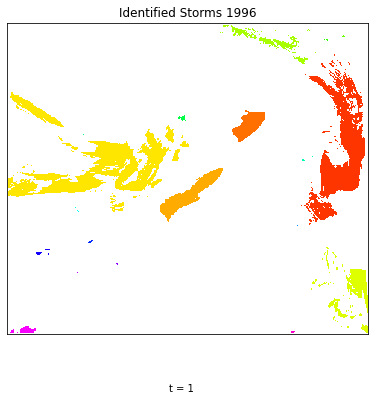 Identified Storms 1996
t = 1